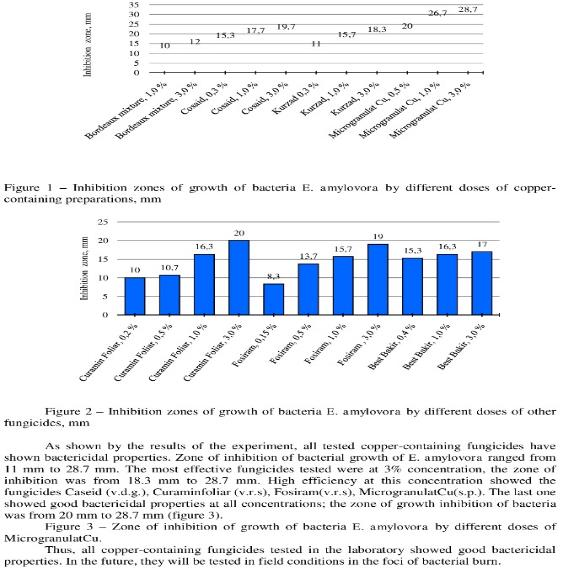 35
30
25
20
15
10
5
0
Inhibition zone, mm
10
12
15,3
17,7
19,7
11
15,7
18,3
20
26,7
28,7
Bordeaux mixture, 1,0 %
Bordeaux mixture, 3,0 %
Cosaid, 0,3 %
Cosaid, 1,0 %
Cosaid, 3,0 %
Kurzad 0,3 %
Kurzad, 1,0 %
Kurzad, 3,0 %
Microgranulat Cu, 0,5 %
Microgranulat Cu, 1,0 %
Microgranulat Cu, 3,0 %
Figure 1 – Inhibition zones of growth of bacteria E. amylovora by different doses of copper-
containing preparations, mm
25
20
15
10
5
0
Inhibition zone, mm
10
10,7
16,3
20
8,3
13,7
15,7
19
15,3
16,3
17
Curamin Foliar, 0,2 %
Curamin Foliar, 0,5 %
Curamin Foliar, 1,0 %
Curamin Foliar, 3,0 %
Fosiram, 0,15 %
Fosiram, 0,5 %
Fosiram, 1,0 %
Fosiram, 3,0 %
Best Bakir, 0,4 %
Best Bakir, 1,0 %
Best Bakir, 3,0 %
Figure 2 – Inhibition zones of growth of bacteria E. amylovora by different doses of other
fungicides, mm
As shown by the results of the experiment, all tested copper-containing fungicides have
shown bactericidal properties. Zone of inhibition of bacterial growth of E. amylovora ranged from
11 mm to 28.7 mm. The most effective fungicides tested were at 3% concentration, the zone of
inhibition was from 18.3 mm to 28.7 mm. High efficiency at this concentration showed the
fungicides Caseid (v.d.g.), Curaminfoliar (v.r.s), Fosiram(v.r.s), MicrogranulatCu(s.p.). The last one
showed good bactericidal properties at all concentrations; the zone of growth inhibition of bacteria
was from 20 mm to 28.7 mm (figure 3).
Figure 3 – Zone of inhibition of growth of bacteria E. amylovora by different doses of
MicrogranulatCu.
Thus, all copper-containing fungicides tested in the laboratory showed good bactericidal
properties. In the future, they will be tested in field conditions in the foci of bacterial burn.